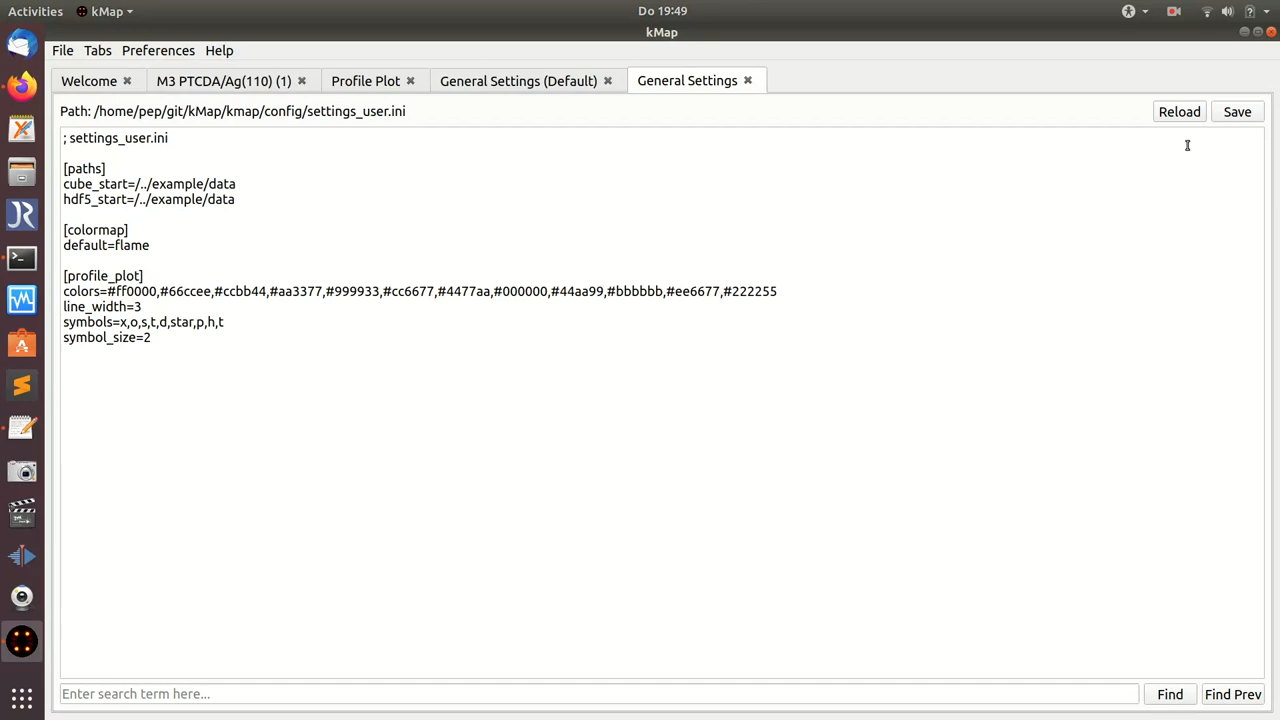 Activities kMap Do 19:49
kMap
File Tabs Preferences Help
Welcome M3 PTCDA/Ag(110) (1) Profile Plot General Settings (Default) General Settings
Path: /home/pep/git/kMap/kmap/config/settings_user.ini Reload Save
; settings_user.ini
[paths]
cube_start=/../example/data
hdf5_start=/../example/data
[colormap]
default=flame
[profile_plot]
colors=#ff0000,#66ccee,#ccbb44,#aa3377,#999933,#cc6677,#4477aa,#000000,#44aa99,#bbbbbb,#ee6677,#222255
line_width=3
symbols=x,o,s,t,d,star,p,h,t
symbol_size=2
Enter search term here... Find Find Prev